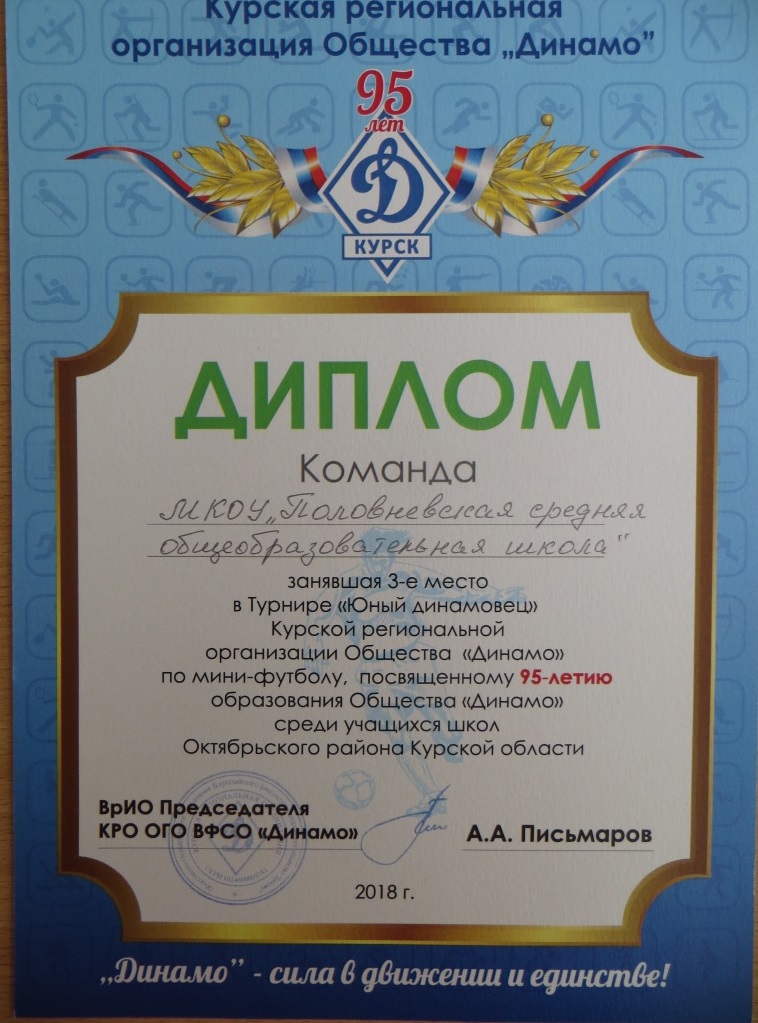 Курская региональная
организация Общества „Динамо”
95
лет
Д
КУРСК
ДИПЛОМ
Команда
МКОУ „Половневская средняя
общеобразовательная школа"
занявшая 3-е место
в Турнире «Юный динамовец»
Курской региональной
организации Общества «Динамо»
по мини-футболу, посвященному 95-летию
образования Общества «Динамо»
среди учащихся школ
Октябрьского района Курской области
ВрИО Председателя
КРО ОГО ВФСО «Динамо»
А.А. Письмаров
2018 г.
„Динамо” - сила в движении и единстве!